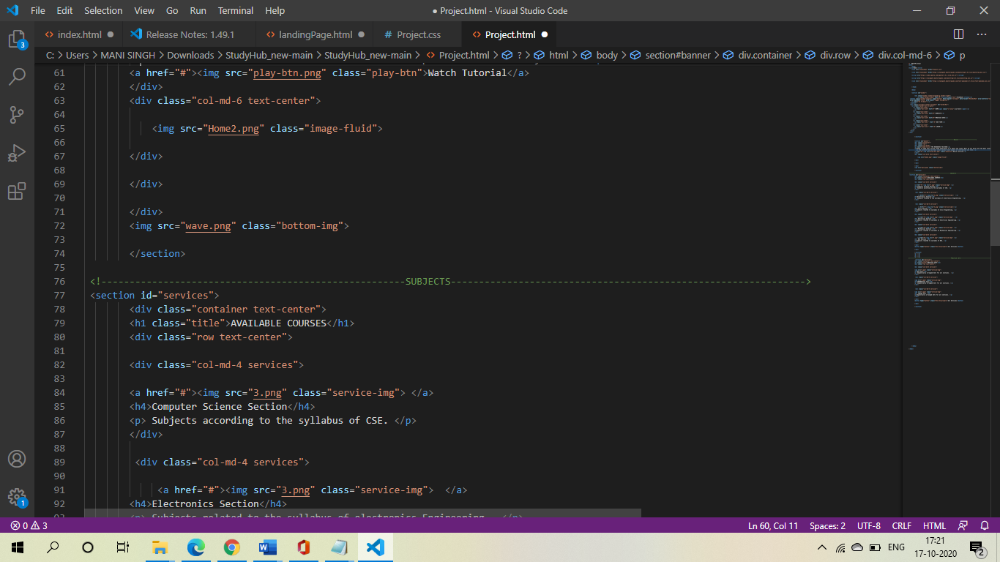 File Edit Selection View Go Run Terminal Help ● Project.html - Visual Studio Code
index.html ● Release Notes: 1.49.1 landingPage.html ● # Project.css Project.html ●
C: > Users > MANI SINGH > Downloads > StudyHub_new-main > StudyHub_new-main > Project.html > ? > html > body > section#banner > div.container > div.row > div.col-md-6 > p
61 <a href="#"><img src="play-btn.png" class="play-btn">Watch Tutorial</a>
62 </div>
63 <div class="col-md-6 text-center">
64
65 <img src="Home2.png" class="image-fluid">
66
67 </div>
68
69 </div>
70
71 </div>
72 <img src="wave.png" class="bottom-img">
73
74 </section>
75
76 <!------------------------------------------------------SUBJECTS--------------------------------------------------------------->
77 <section id="services">
78 <div class="container text-center">
79 <h1 class="title">AVAILABLE COURSES</h1>
80 <div class="row text-center">
81
82 <div class="col-md-4 services">
83
84 <a href="#"><img src="3.png" class="service-img"> </a>
85 <h4>Computer Science Section</h4>
86 <p> Subjects according to the syllabus of CSE. </p>
87 </div>
88
89 <div class="col-md-4 services">
90
91 <a href="#"><img src="3.png" class="service-img">  </a>
92 <h4>Electronics Section</h4>
93 <p> Subjects related to the syllabus of electronics Engineering. </p>
3
1
0 3 Ln 60, Col 11 Spaces: 2 UTF-8 CRLF HTML
ENG 17:21
17-10-2020 2